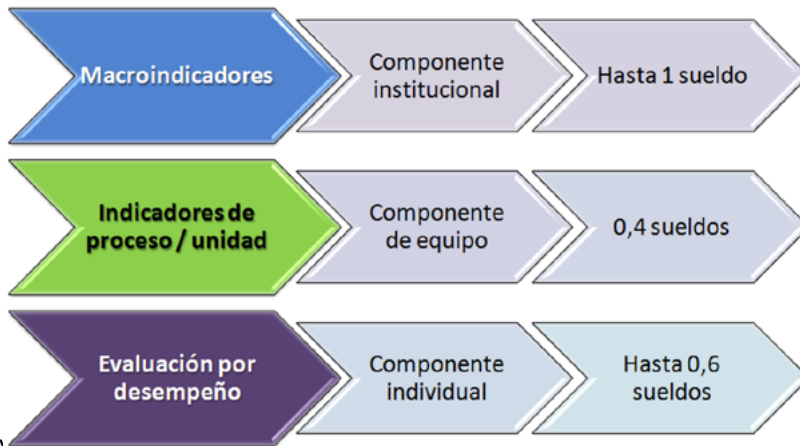 Macroindicadores
Componente
institucional
Hasta 1 sueldo
Indicadores de
proceso / unidad
Componente
de equipo
0,4 sueldos
Evaluación por
desempeño
Componente
individual
Hasta 0,6
sueldos